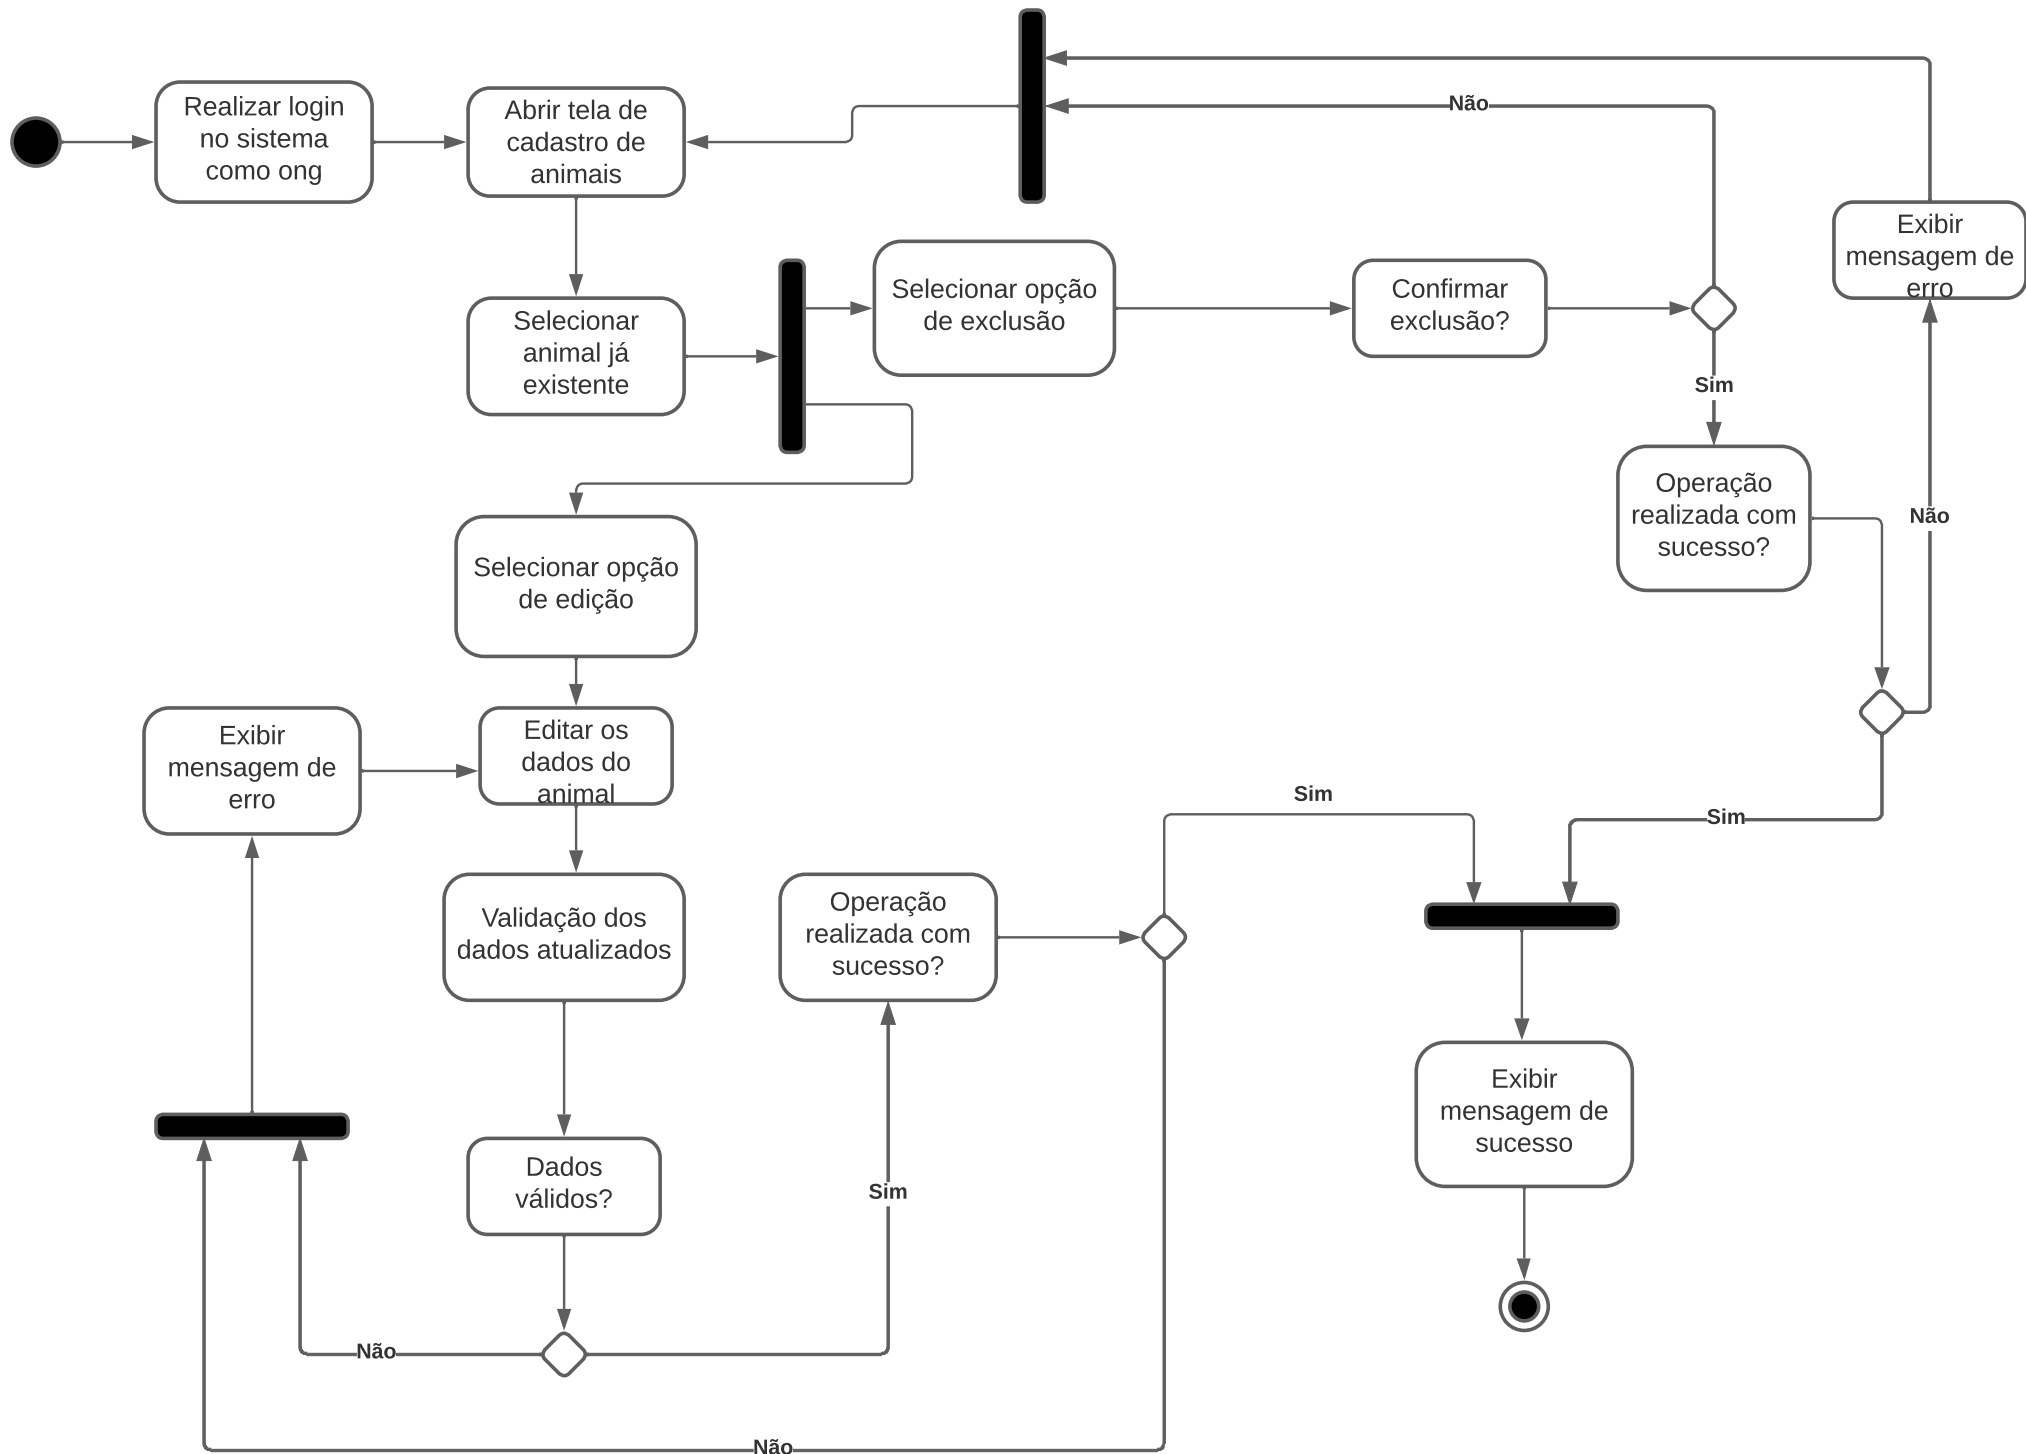 Realizar login
no sistema
como ong
Abrir tela de
cadastro de
animais
Não
Exibir
mensagem de
erro
Selecionar
animal já
existente
Selecionar opção
de exclusão
Confirmar
exclusão?
Sim
Operação
realizada com
sucesso?
Não
Selecionar opção
de edição
Exibir
mensagem de
erro
Editar os
dados do
animal
Sim
Sim
Validação dos
dados atualizados
Operação
realizada com
sucesso?
Exibir
mensagem de
sucesso
Dados
válidos?
Sim
Não
Não